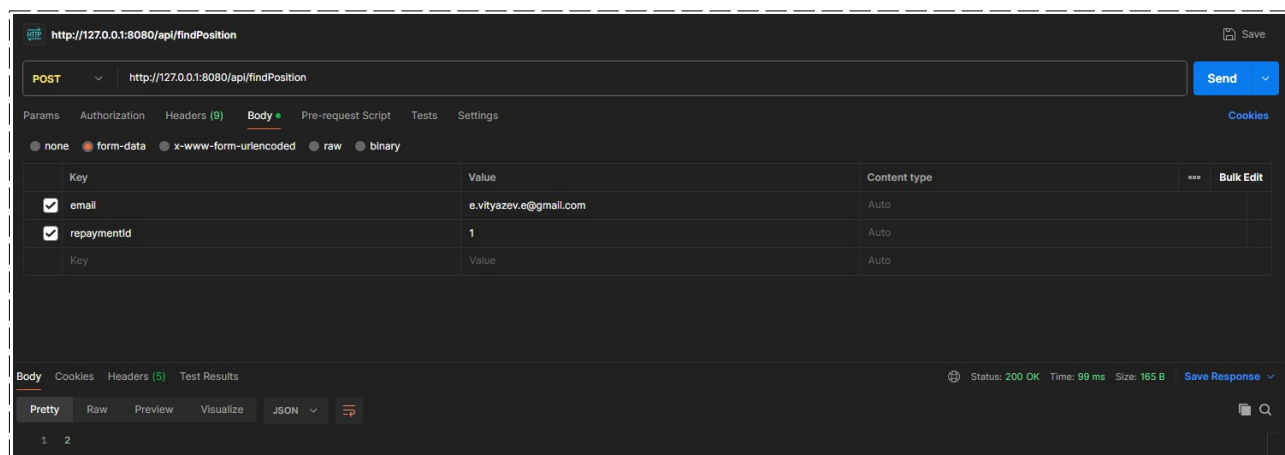 HTTP http://127.0.0.1:8080/api/findPosition Save
POST http://127.0.0.1:8080/api/findPosition Send
Params Authorization Headers (9) Body Pre-request Script Tests Settings Cookies
none form-data x-www-form-urlencoded raw binary
Key Value Content type ooo Bulk Edit
email e.vityazev.e@gmail.com Auto
repaymentId 1 Auto
Key Value Auto
Body Cookies Headers (5) Test Results Status: 200 OK Time: 99 ms Size: 165 B Save Response
Pretty Raw Preview Visualize JSON
1 2